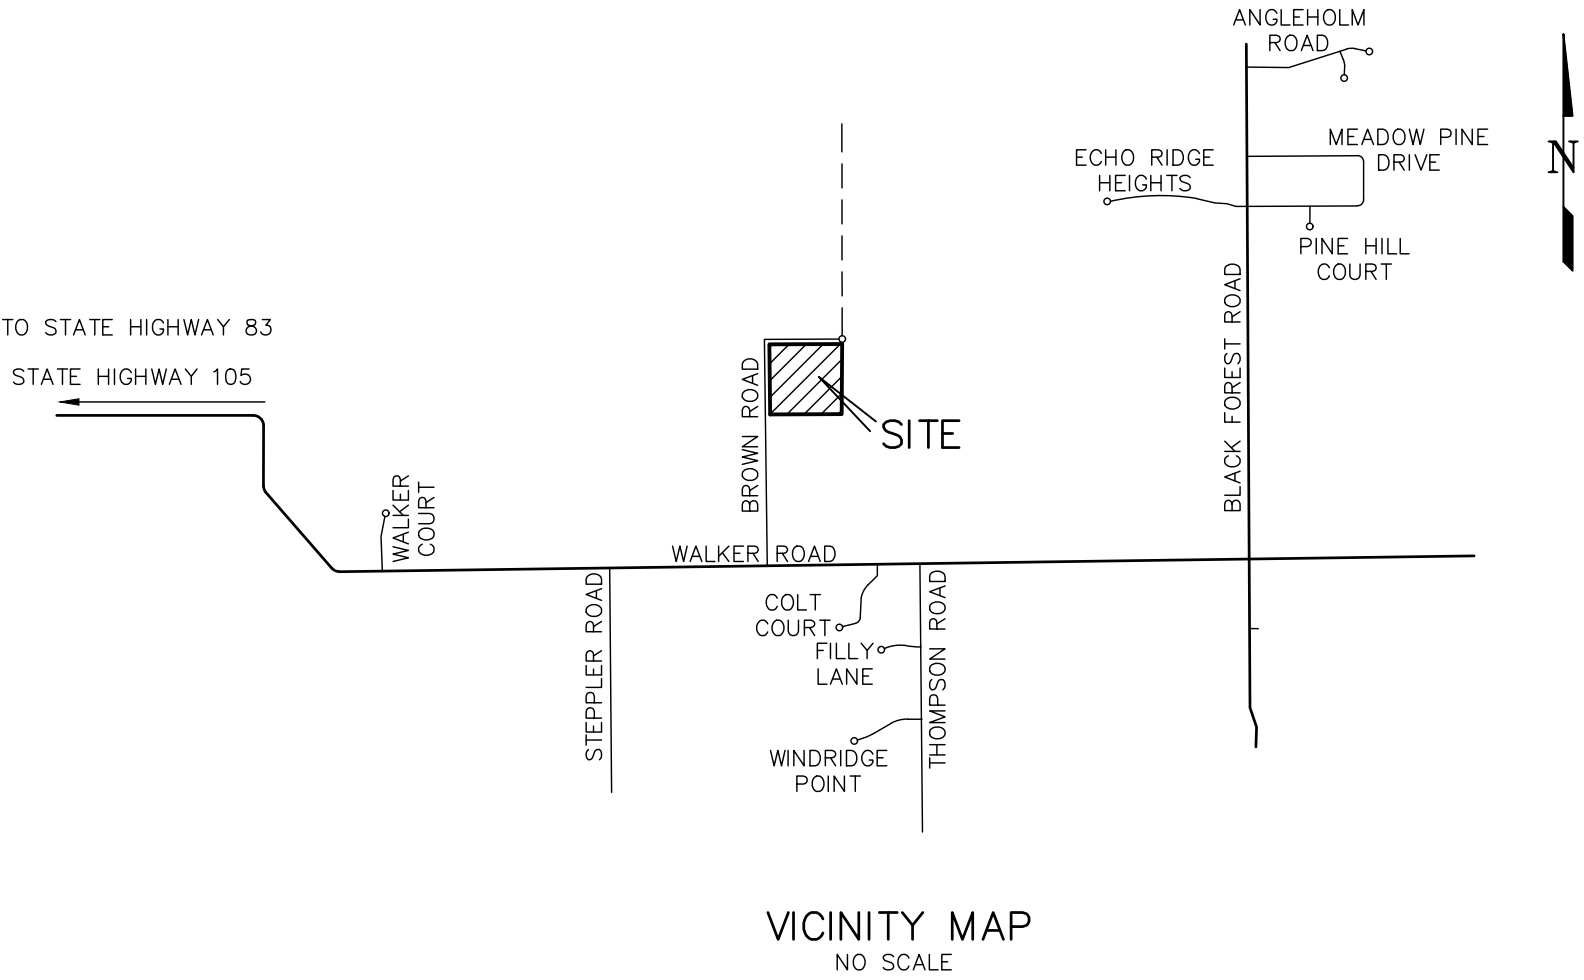 ANGLEHOLM
ROAD
MEADOW PINE
DRIVE
ECHO RIDGE
HEIGHTS
N
PINE HILL
COURT
BLACK FOREST ROAD
TO STATE HIGHWAY 83
STATE HIGHWAY 105
BROWN ROAD
SITE
WALKER
COURT
WALKER ROAD
STEPPLER ROAD
COLT
COURT
FILLY
LANE
THOMPSON ROAD
WINDRIDGE
POINT
VICINITY MAP
NO SCALE